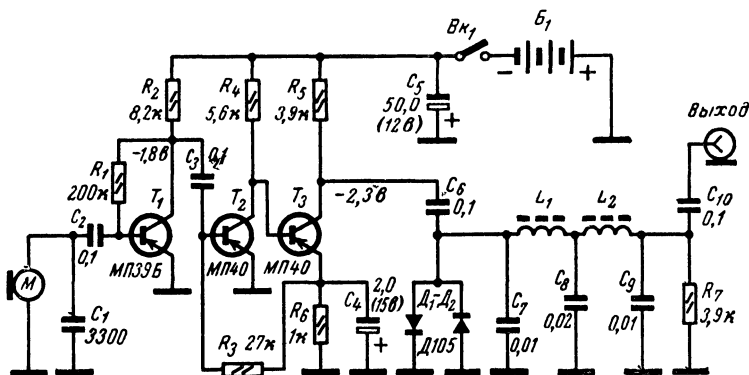 Вк₁
Б₁
−
+
R₂
8,2к
R₄
5,6к
R₅
3,9к
C₅
50,0
(12в)
+
Выход
−1,8в
C₃
0,1
R₁
200к
T₁
T₂
T₃
−2,3в
C₆
0,1
L₁
L₂
C₁₀
0,1
C₂
0,1
МП39Б
МП40
МП40
М
C₁
3300
R₃
27к
R₆
1к
C₄
2,0
(15в)
+
Д₁-Д₂
Д105
C₇
0,01
C₈
0,02
C₉
0,01
R₇
3,9к